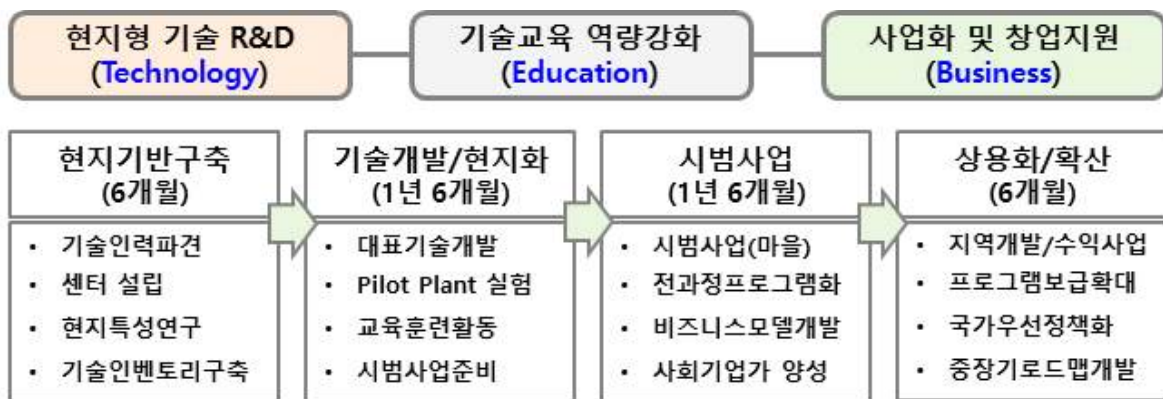 현지형 기술 R&D
(Technology)
기술교육 역량강화
(Education)
사업화 및 창업지원
(Business)
현지기반구축
(6개월)
• 기술인력파견
• 센터 설립
• 현지특성연구
• 기술인벤토리구축
기술개발/현지화
(1년 6개월)
• 대표기술개발
• Pilot Plant 실험
• 교육훈련활동
• 시범사업준비
시범사업
(1년 6개월)
• 시범사업(마을)
• 전과정프로그램화
• 비즈니스모델개발
• 사회기업가 양성
상용화/확산
(6개월)
• 지역개발/수익사업
• 프로그램보급확대
• 국가우선정책화
• 중장기로드맵개발